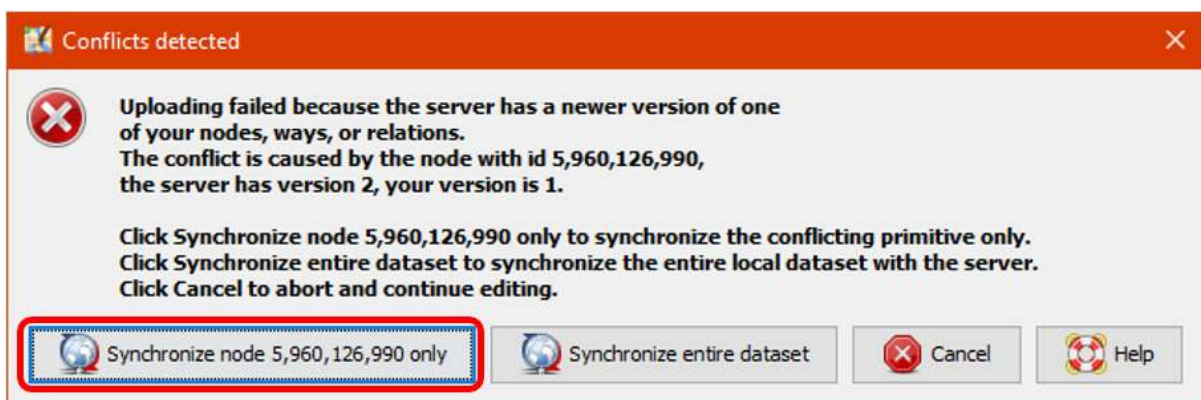 Conflicts detected
Uploading failed because the server has a newer version of one
of your nodes, ways, or relations.
The conflict is caused by the node with id 5,960,126,990,
the server has version 2, your version is 1.
Click Synchronize node 5,960,126,990 only to synchronize the conflicting primitive only.
Click Synchronize entire dataset to synchronize the entire local dataset with the server.
Click Cancel to abort and continue editing.
Synchronize node 5,960,126,990 only
Synchronize entire dataset
Cancel
Help